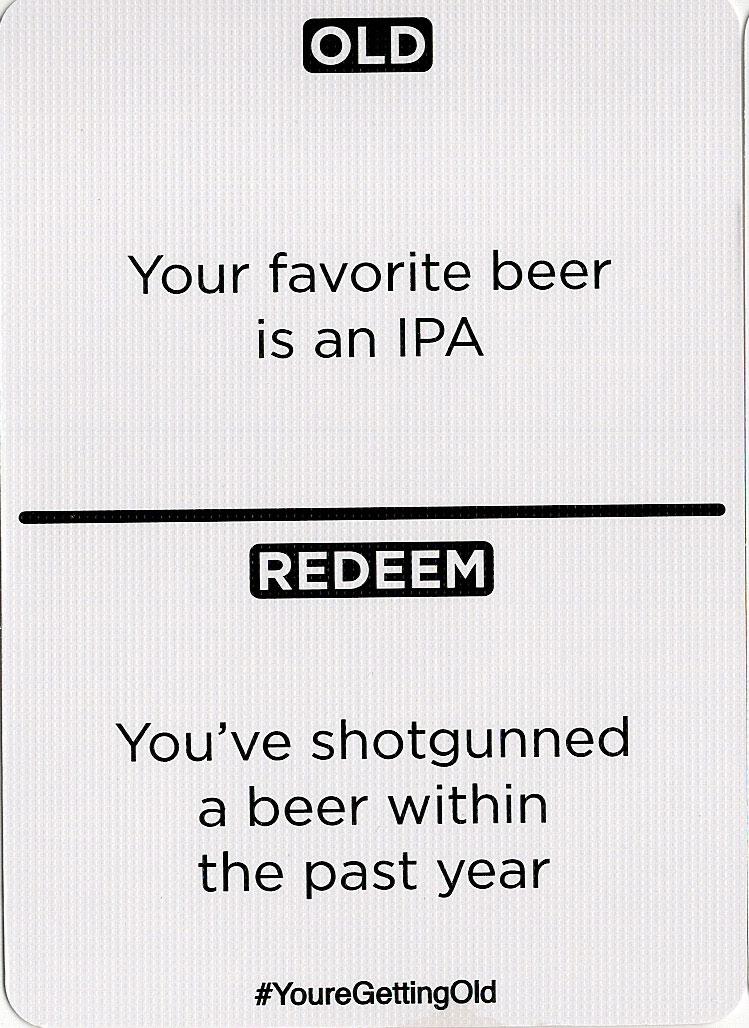 OLD
Your favorite beer
is an IPA
REDEEM
You've shotgunned
a beer within
the past year
#YoureGettingOld